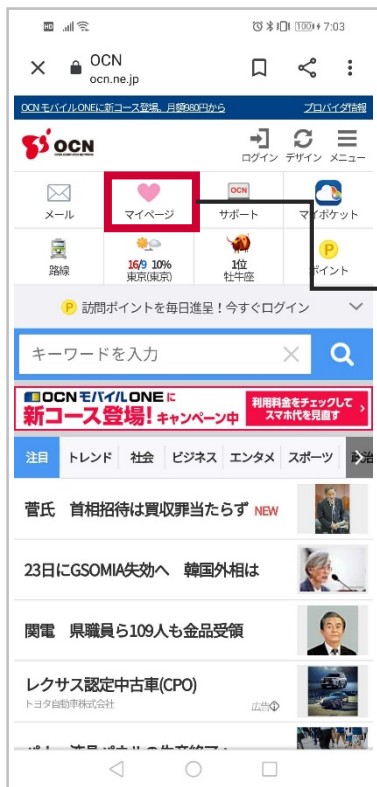 HD 100 7:03
OCN
ocn.ne.jp
OCN モバイル ONEに新コース登場。月額980円から プロバイダ情報
OCN
ログイン デザイン メニュー
メール マイページ OCN サポート マイポケット
路線 16/9 10% 東京(東京) 1位 牡牛座 P ポイント
P 訪問ポイントを毎日進呈!今すぐログイン
キーワードを入力
OCN モバイル ONE に
新コース登場! キャンペーン中
利用料金をチェックして
スマホ代を見直す
注目 トレンド 社会 ビジネス エンタメ スポーツ
菅氏 首相招待は買収罪当たらず NEW
23日にGSOMIA失効へ 韓国外相は
関電 県職員ら109人も金品受領
レクサス認定中古車(CPO)
トヨタ自動車株式会社 広告